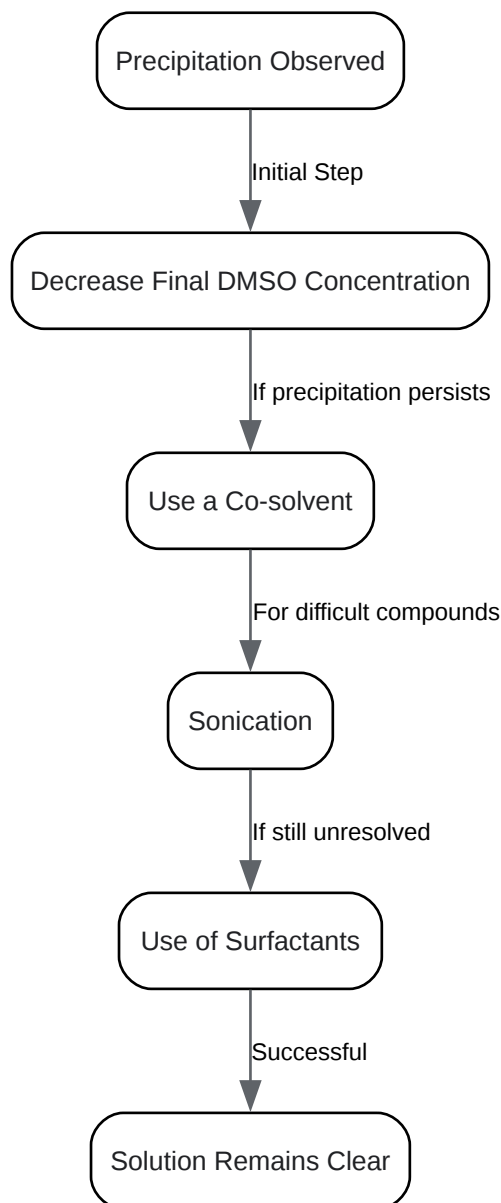 Precipitation Observed
Initial Step
Decrease Final DMSO Concentration
If precipitation persists
Use a Co-solvent
For difficult compounds
Sonication
If still unresolved
Use of Surfactants
Successful
Solution Remains Clear